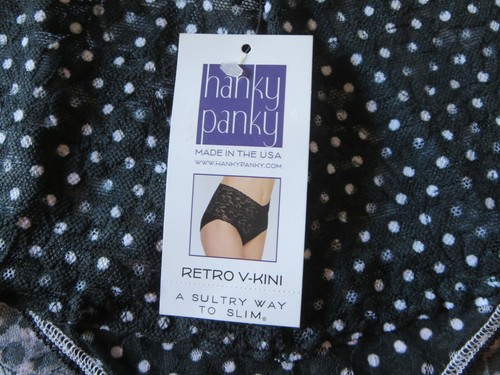 hanky
panky
MADE IN THE USA
WWW.HANKYPANKY.COM
RETRO V-KINI
A SULTRY WAY
TO SLIM®